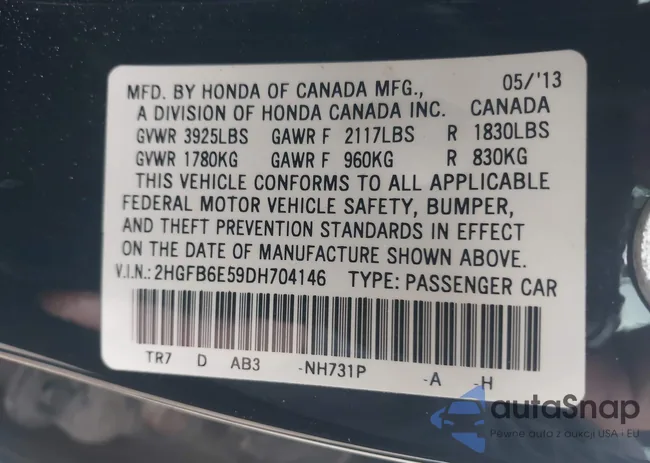 MFD. BY HONDA OF CANADA MFG., 05/'13
A DIVISION OF HONDA CANADA INC. CANADA
GVWR 3925LBS GAWR F 2117LBS R 1830LBS
GVWR 1780KG GAWR F 960KG R 830KG
THIS VEHICLE CONFORMS TO ALL APPLICABLE
FEDERAL MOTOR VEHICLE SAFETY, BUMPER,
AND THEFT PREVENTION STANDARDS IN EFFECT
ON THE DATE OF MANUFACTURE SHOWN ABOVE.
V.I.N.: 2HGFB6E59DH704146 TYPE: PASSENGER CAR
TR7 D AB3 -NH731P -A -H
autoSnap
Pewne auto z aukcji USA i EU